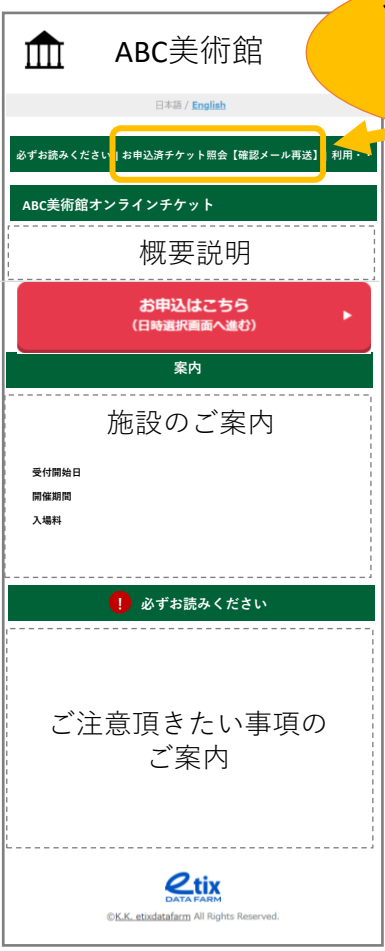 ABC美術館
日本語 / English
必ずお読みください | お申込済チケット照会【確認メール再送】 | 利用・
ABC美術館オンラインチケット
概要説明
お申込はこちら
(日時選択画面へ進む)
案内
施設のご案内
受付開始日
開催期間
入場料
! 必ずお読みください
ご注意頂きたい事項の
ご案内
etix
DATA FARM
©K.K. etixdatafarm All Rights Reserved.